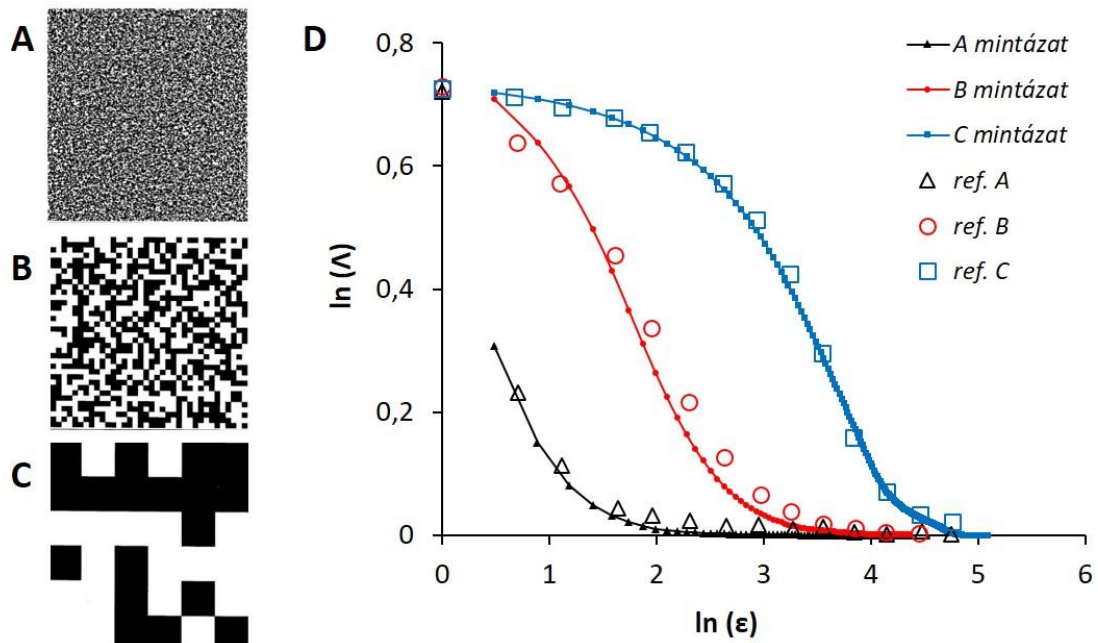 A
B
C
D
0,8
0,6
0,4
0,2
0
ln (Λ)
0 1 2 3 4 5 6
ln (ε)
A mintázat
B mintázat
C mintázat
ref. A
ref. B
ref. C